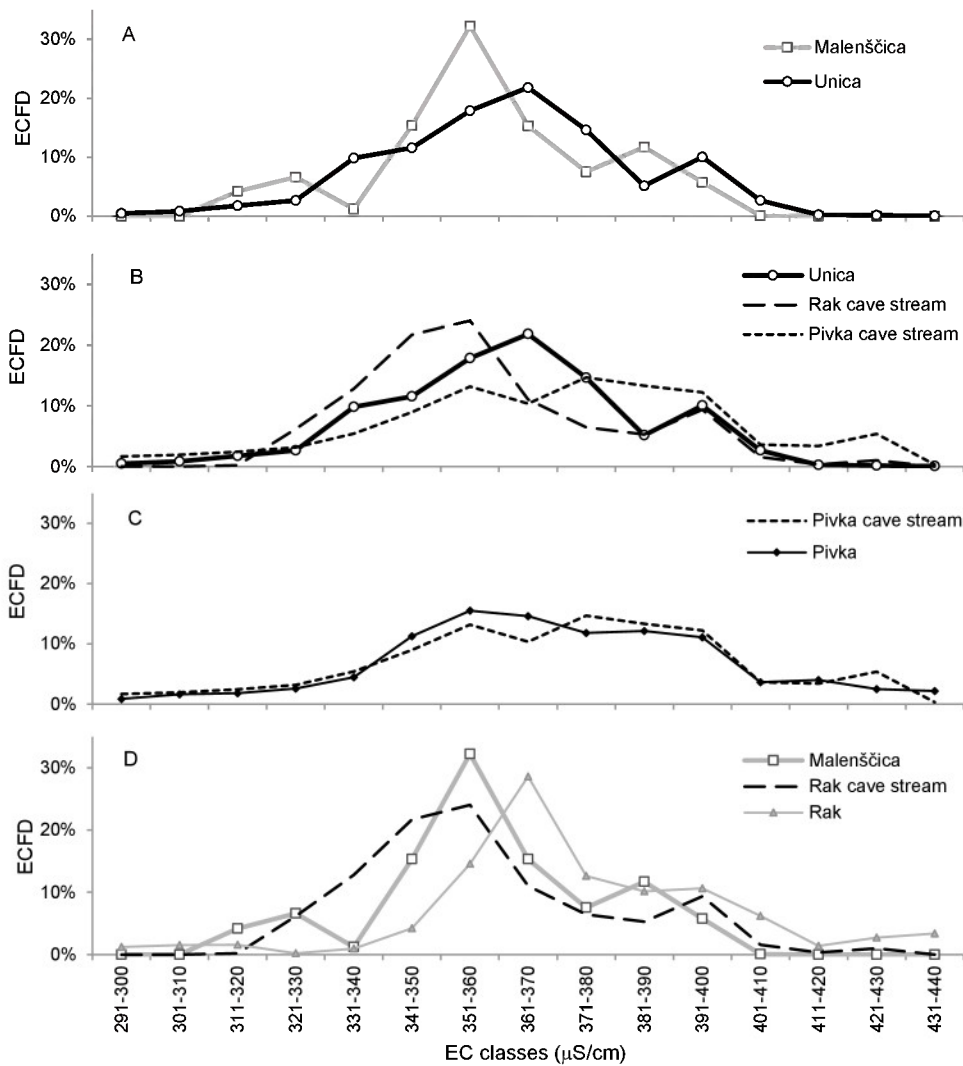 A
30%
20%
10%
0%
ECFD
Malenščica
Unica
B
30%
20%
10%
0%
ECFD
Unica
Rak cave stream
Pivka cave stream
C
30%
20%
10%
0%
ECFD
Pivka cave stream
Pivka
D
30%
20%
10%
0%
ECFD
Malenščica
Rak cave stream
Rak
291-300
301-310
311-320
321-330
331-340
341-350
351-360
361-370
371-380
381-390
391-400
401-410
411-420
421-430
431-440
EC classes (µS/cm)